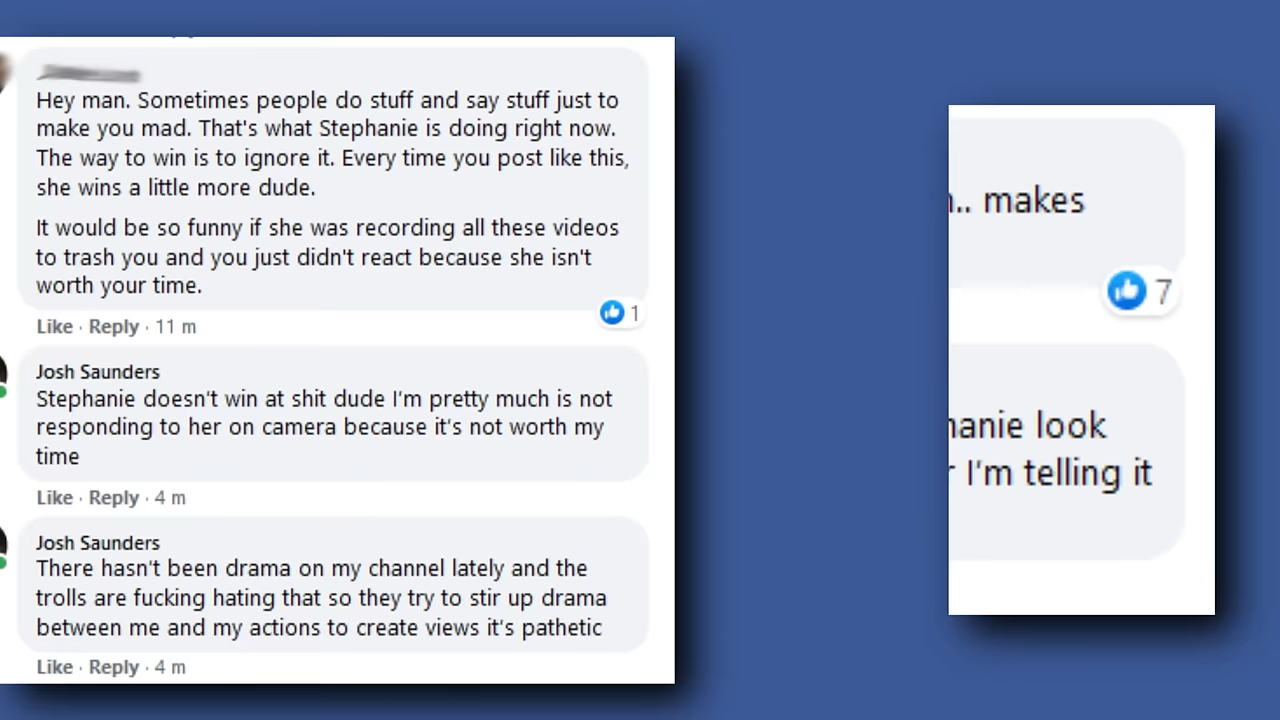 Hey man. Sometimes people do stuff and say stuff just to
make you mad. That's what Stephanie is doing right now.
The way to win is to ignore it. Every time you post like this,
she wins a little more dude.
It would be so funny if she was recording all these videos
to trash you and you just didn't react because she isn't
worth your time.
1
Like · Reply · 11 m
Josh Saunders
Stephanie doesn't win at shit dude I'm pretty much is not
responding to her on camera because it's not worth my
time
Like · Reply · 4 m
Josh Saunders
There hasn't been drama on my channel lately and the
trolls are fucking hating that so they try to stir up drama
between me and my actions to create views it's pathetic
Like · Reply · 4 m
.. makes
7
hanie look
I'm telling it